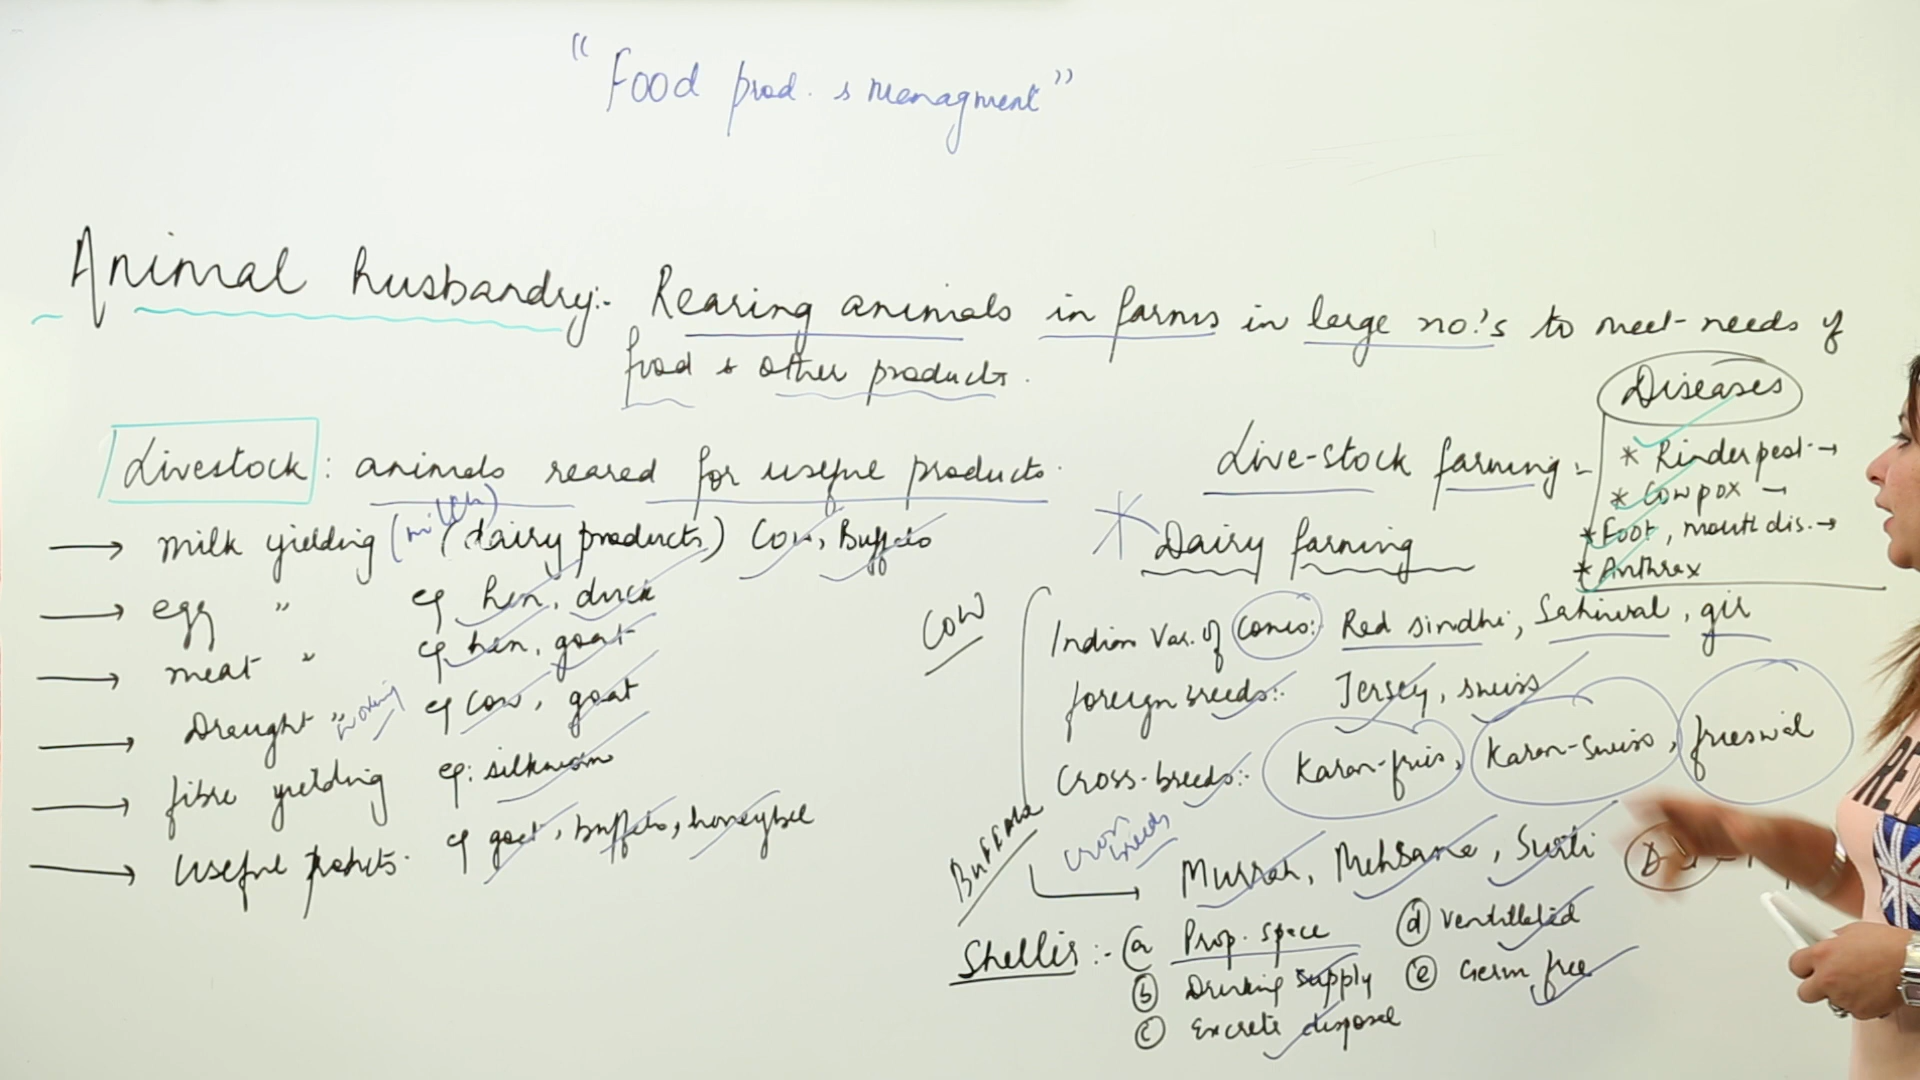 "Food prod. & managment"
Animal husbandry:- Rearing animals in farms in large no.'s to meet needs of
food & other products.
Diseases
* Rinderpest →
* Cowpox →
* Foot, mouth dis. →
* Anthrax
Livestock : animals reared for useful products.
→ milk yielding (milch) (dairy products) Cow, Buffalo
→ egg " eg hen, duck
→ meat " eg hen, goat
→ Draught " working eg cow, goat
→ fibre yielding eg: silkworm
→ Useful products. eg goat, buffalo, honeybee
Live-stock farming :-
* Dairy farming
Cow
Indian Var. of cows:- Red sindhi, Sahiwal, gir
foreign breeds:- Jersey, swiss
Cross-breeds:- Karan-fries, Karan-Swiss, frieswal
Buffalo
cross breeds
Murrah, Mehsana, Surti
Shelter :- (a Prop. space
(b) Drinking supply
(c) Excrete disposal
(d) Ventillated
(e) Germ free